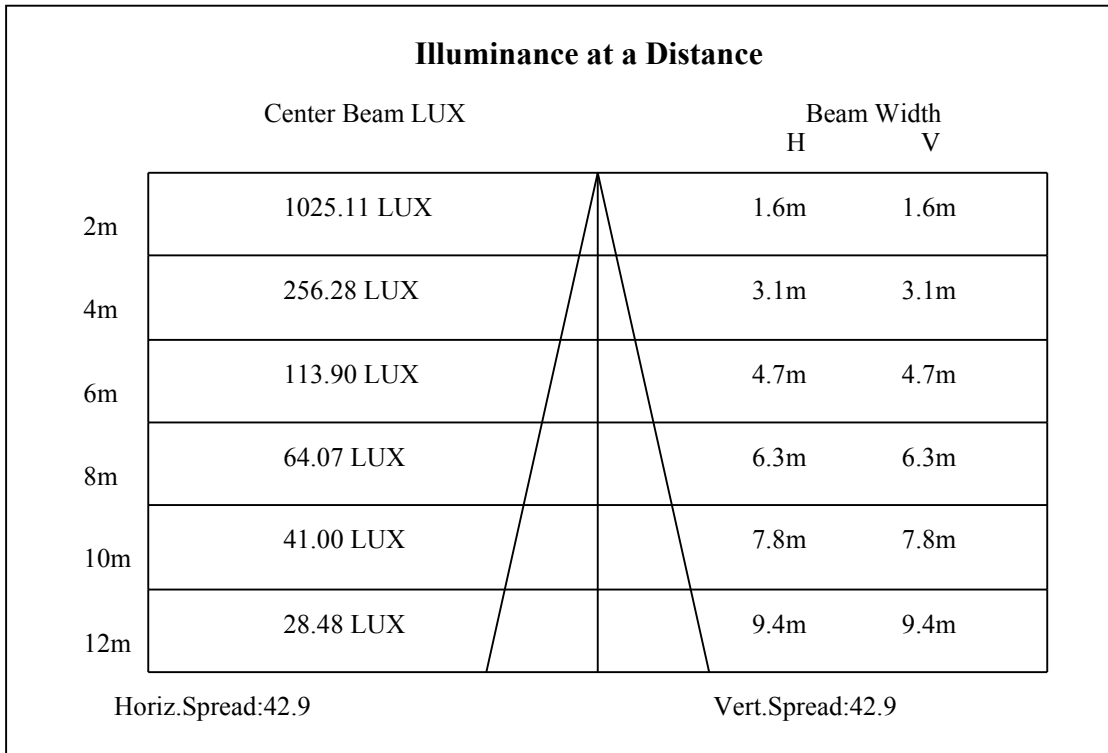 Illuminance at a Distance
Center Beam LUX Beam Width
H V
2m 1025.11 LUX 1.6m 1.6m
4m 256.28 LUX 3.1m 3.1m
6m 113.90 LUX 4.7m 4.7m
8m 64.07 LUX 6.3m 6.3m
10m 41.00 LUX 7.8m 7.8m
12m 28.48 LUX 9.4m 9.4m
Horiz.Spread:42.9 Vert.Spread:42.9